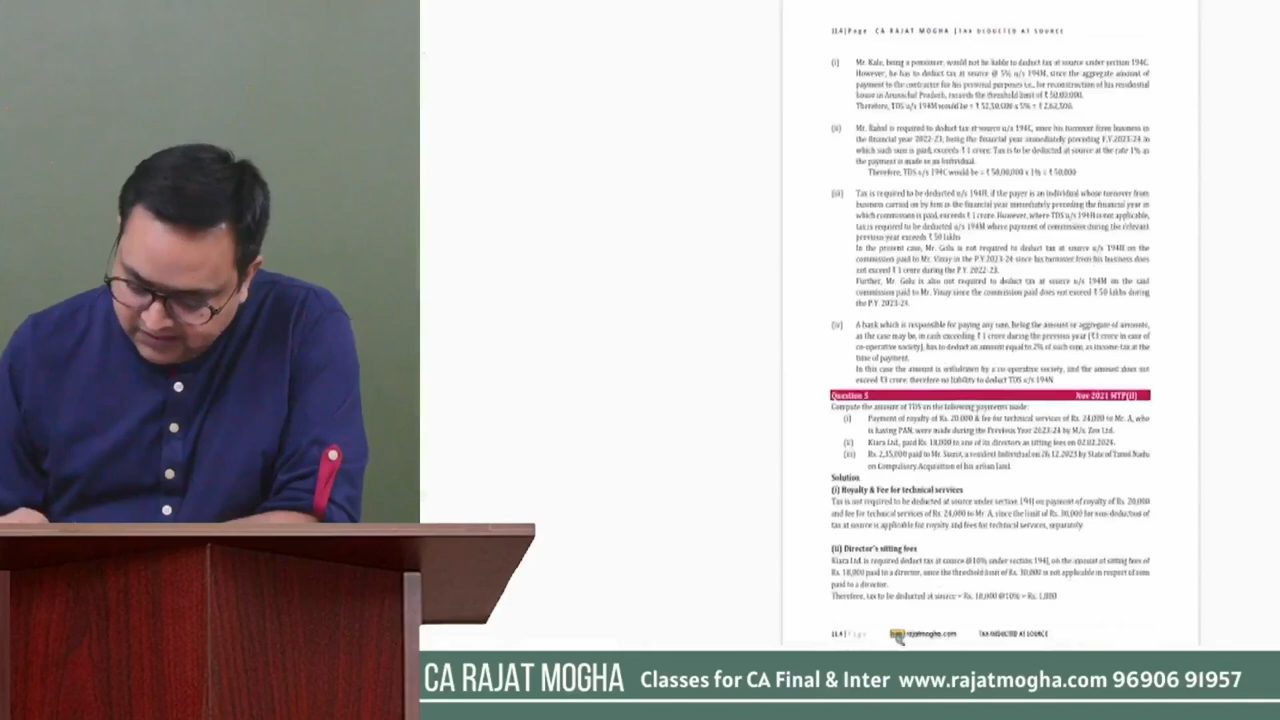 114|Page CA RAJAT MOGHA |TAX DEDUCTED AT SOURCE
(i) Mr. Kale, being a pensioner, would not be liable to deduct tax at source under section 194C.
However, he has to deduct tax at source @ 5% u/s 194M, since the aggregate amount of
payment to the contractor for his personal purposes i.e., for reconstruction of his residential
house in Arunachal Pradesh, exceeds the threshold limit of ₹ 50,00,000.
Therefore, TDS u/s 194M would be = ₹ 52,50,000 x 5% = ₹ 2,62,500.
(ii) Mr. Rahul is required to deduct tax at source u/s 194C, since his turnover from business in
the financial year 2022-23, being the financial year immediately preceding F.Y.2023-24 in
which such sum is paid, exceeds ₹ 1 crore. Tax is to be deducted at source at the rate 1% as
the payment is made to an individual.
Therefore, TDS u/s 194C would be = ₹ 50,00,000 x 1% = ₹ 50,000
(iii) Tax is required to be deducted u/s 194H, if the payer is an individual whose turnover from
business carried on by him in the financial year immediately preceding the financial year in
which commission is paid, exceeds ₹ 1 crore. However, where TDS u/s 194H is not applicable,
tax is required to be deducted u/s 194M where payment of commission during the relevant
previous year exceeds ₹ 50 lakhs
In the present case, Mr. Golu is not required to deduct tax at source u/s 194H on the
commission paid to Mr. Vinay in the P.Y 2023-24 since his turnover from his business does
not exceed ₹ 1 crore during the P.Y. 2022-23.
Further, Mr. Golu is also not required to deduct tax at source u/s 194M on the said
commission paid to Mr. Vinay since the commission paid does not exceed ₹ 50 lakhs during
the P.Y. 2023-24.
(iv) A bank which is responsible for paying any sum, being the amount or aggregate of amounts,
as the case may be, in cash exceeding ₹ 1 crore during the previous year (₹3 crore in case of
co-operative society), has to deduct an amount equal to 2% of such sum, as income tax at the
time of payment.
In this case the amount is withdrawn by a co-operative society, and the amount does not
exceed ₹3 crore, therefore no liability to deduct TDS u/s 194N
Question 5 Nov 2021 MTP(II)
Compute the amount of TDS on the following payments made:
(i) Payment of royalty of Rs. 20,000 & fee for technical services of Rs. 24,000 to Mr. A, who
is having PAN, were made during the Previous Year 2023-24 by M/s. Zen Ltd.
(ii) Kiara Ltd., paid Rs. 18,000 to one of its directors as sitting fees on 02.02.2024.
(iii) Rs. 2,35,000 paid to Mr. a resident individual on 26.12.2023 by State of Tamil Nadu
on Compulsory Acquisition of his urban land.
Solution
(i) Royalty & Fee for technical services
Tax is not required to be deducted at source under section 194J on payment of royalty of Rs. 20,000
and fee for technical services of Rs. 24,000 to Mr. A, since the limit of Rs. 30,000 for non-deduction of
tax at source is applicable for royalty and fees for technical services, separately
(ii) Director's sitting fees
Kiara Ltd. is required deduct tax at source @10% under section 194J, on the amount of sitting fees of
Rs. 18,000 paid to a director, since the threshold limit of Rs. 30,000 is not applicable in respect of sum
paid to a director.
Therefore, tax to be deducted at source = Rs. 18,000 @10% = Rs. 1,800
114|Page rajatmogha.com TAX DEDUCTED AT SOURCE
CA RAJAT MOGHA Classes for CA Final & Inter www.rajatmogha.com 96906 91957